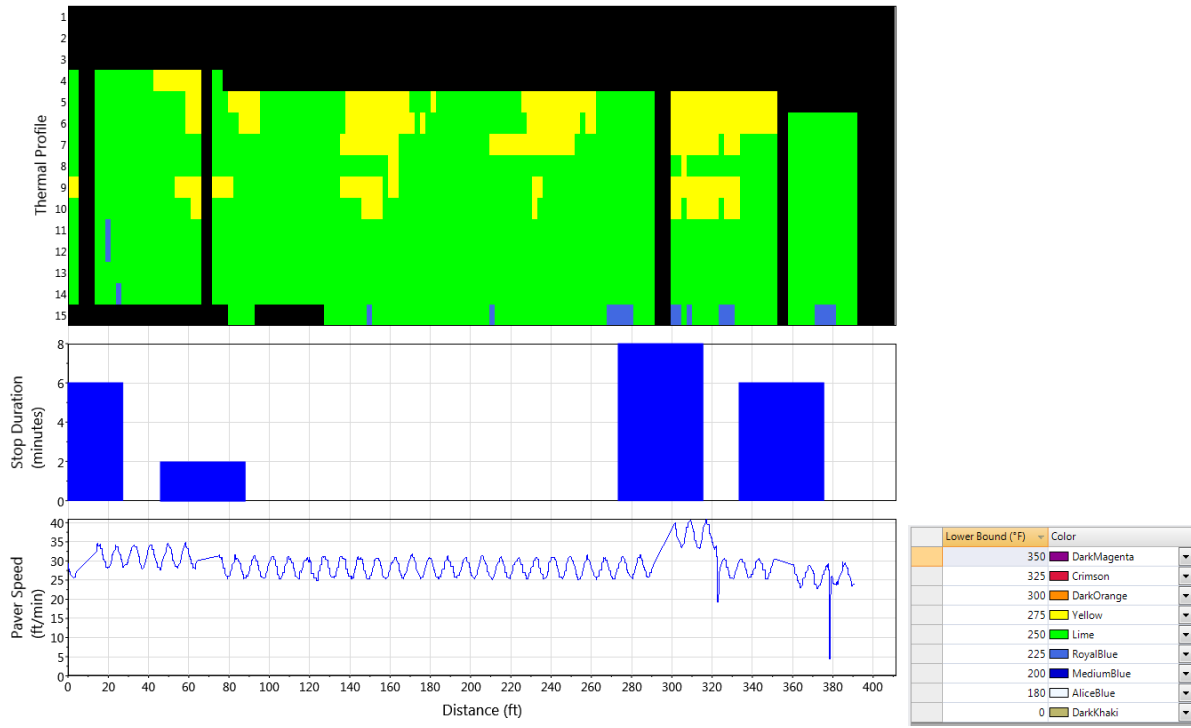 1
2
3
4
5
6
7
8
9
10
11
12
13
14
15
Thermal Profile
8
6
4
2
0
Stop Duration
(minutes)
40
35
30
25
20
15
10
5
0
Paver Speed
(ft/min)
0 20 40 60 80 100 120 140 160 180 200 220 240 260 280 300 320 340 360 380 400
Distance (ft)
Lower Bound (°F) Color
350 DarkMagenta
325 Crimson
300 DarkOrange
275 Yellow
250 Lime
225 RoyalBlue
200 MediumBlue
180 AliceBlue
0 DarkKhaki